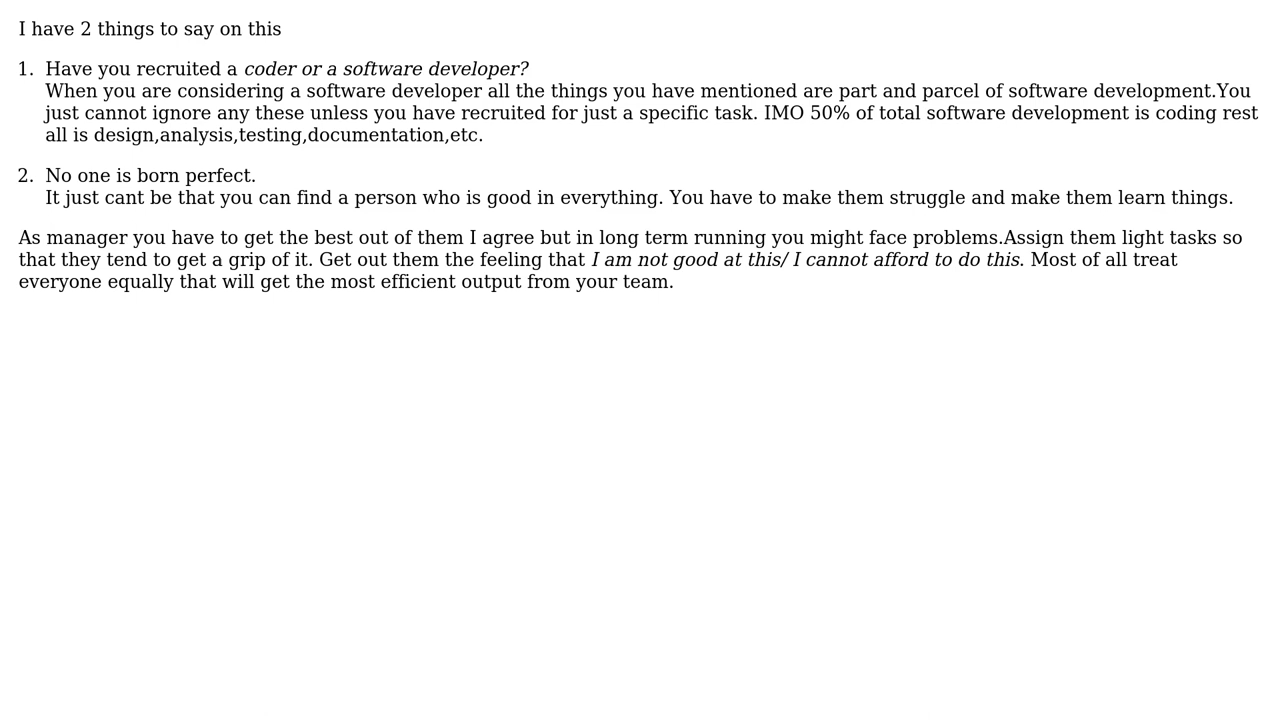 I have 2 things to say on this
1. Have you recruited a coder or a software developer?
When you are considering a software developer all the things you have mentioned are part and parcel of software development.You
just cannot ignore any these unless you have recruited for just a specific task. IMO 50% of total software development is coding rest
all is design,analysis,testing,documentation,etc.
2. No one is born perfect.
It just cant be that you can find a person who is good in everything. You have to make them struggle and make them learn things.
As manager you have to get the best out of them I agree but in long term running you might face problems.Assign them light tasks so
that they tend to get a grip of it. Get out them the feeling that I am not good at this/ I cannot afford to do this. Most of all treat
everyone equally that will get the most efficient output from your team.